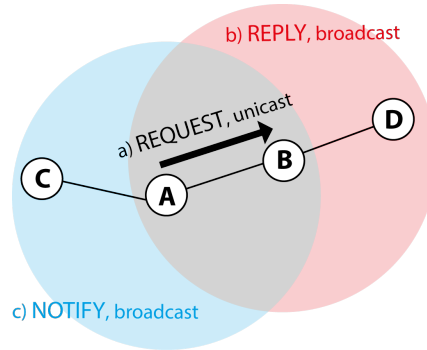 b) REPLY, broadcast
a) REQUEST, unicast
D
B
C
A
c) NOTIFY, broadcast